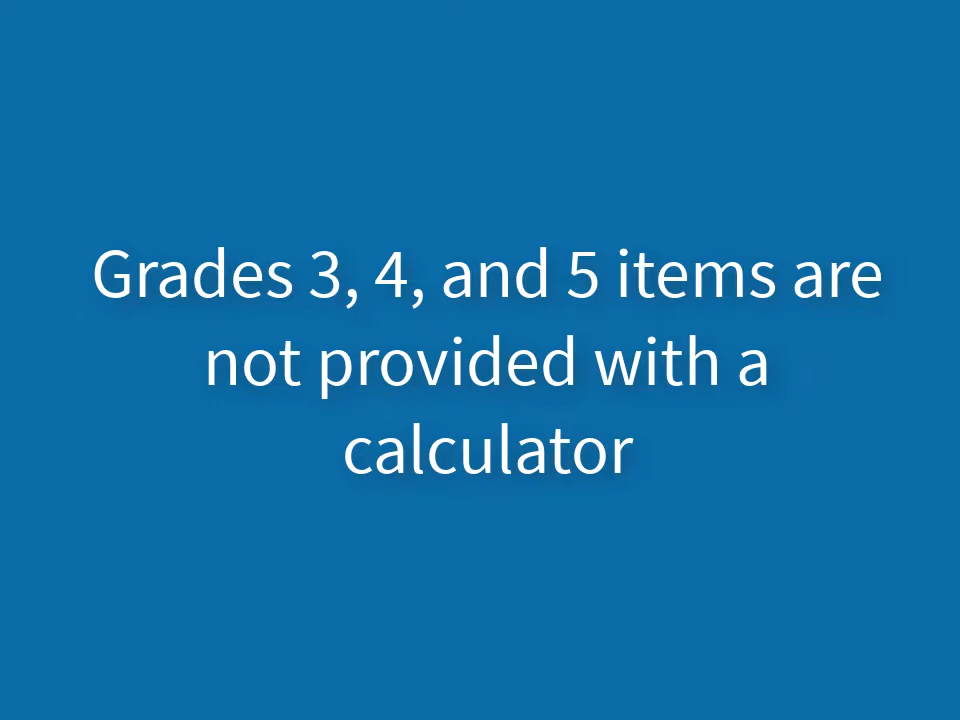 Grades 3, 4, and 5 items are
not provided with a
calculator